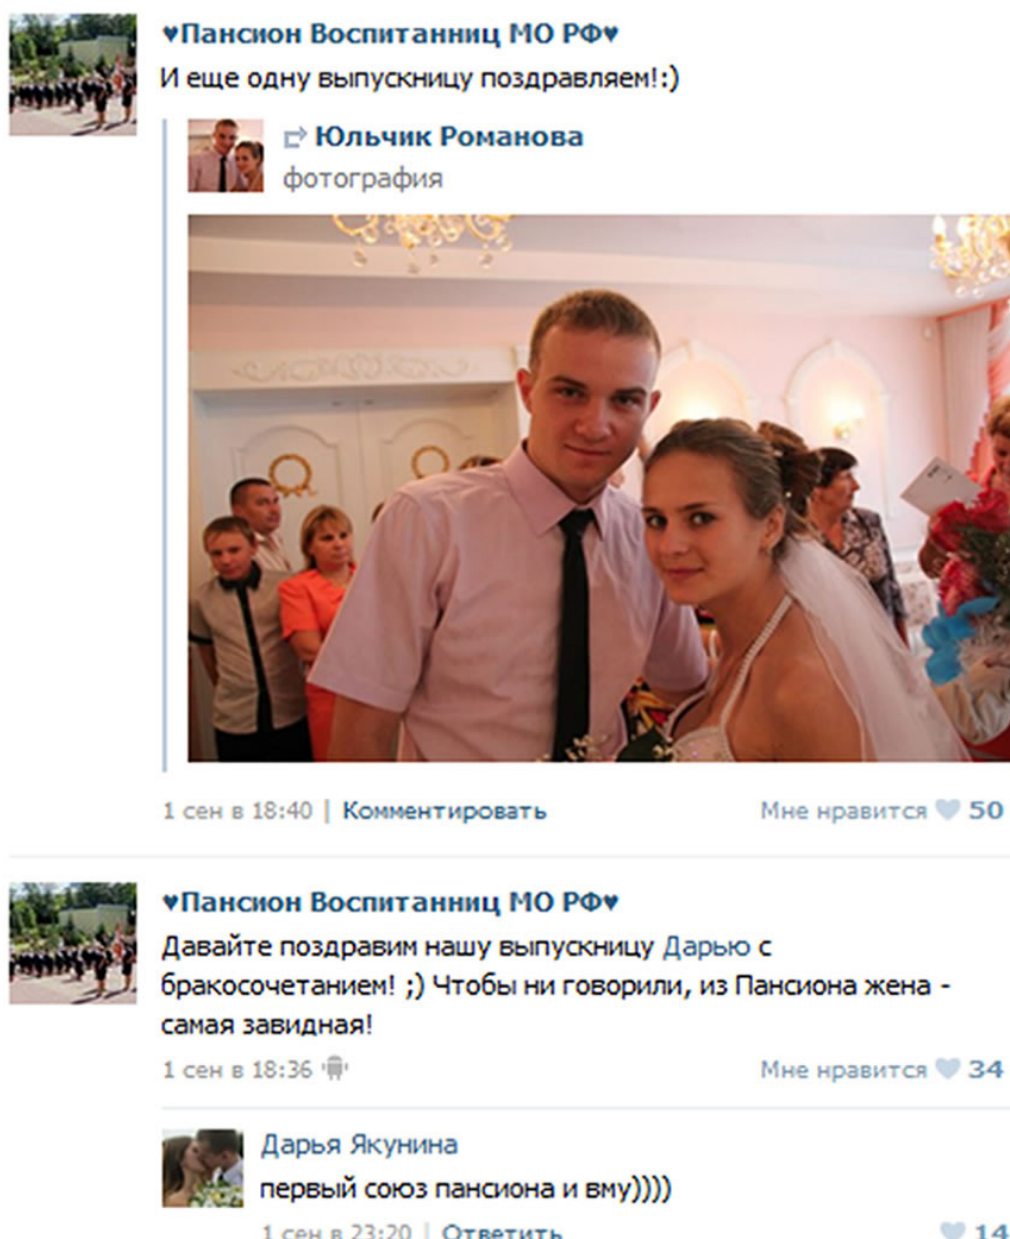 ♥Пансион Воспитанниц МО РФ♥
И еще одну выпускницу поздравляем!:)
Юльчик Романова
фотография
1 сен в 18:40 | Комментировать
Мне нравится 50
♥Пансион Воспитанниц МО РФ♥
Давайте поздравим нашу выпускницу Дарью с
бракосочетанием! ;) Чтобы ни говорили, из Пансиона жена -
самая завидная!
1 сен в 18:36
Мне нравится 34
Дарья Якунина
первый союз пансиона и вму))))
1 сен в 23:20 | Ответить
14